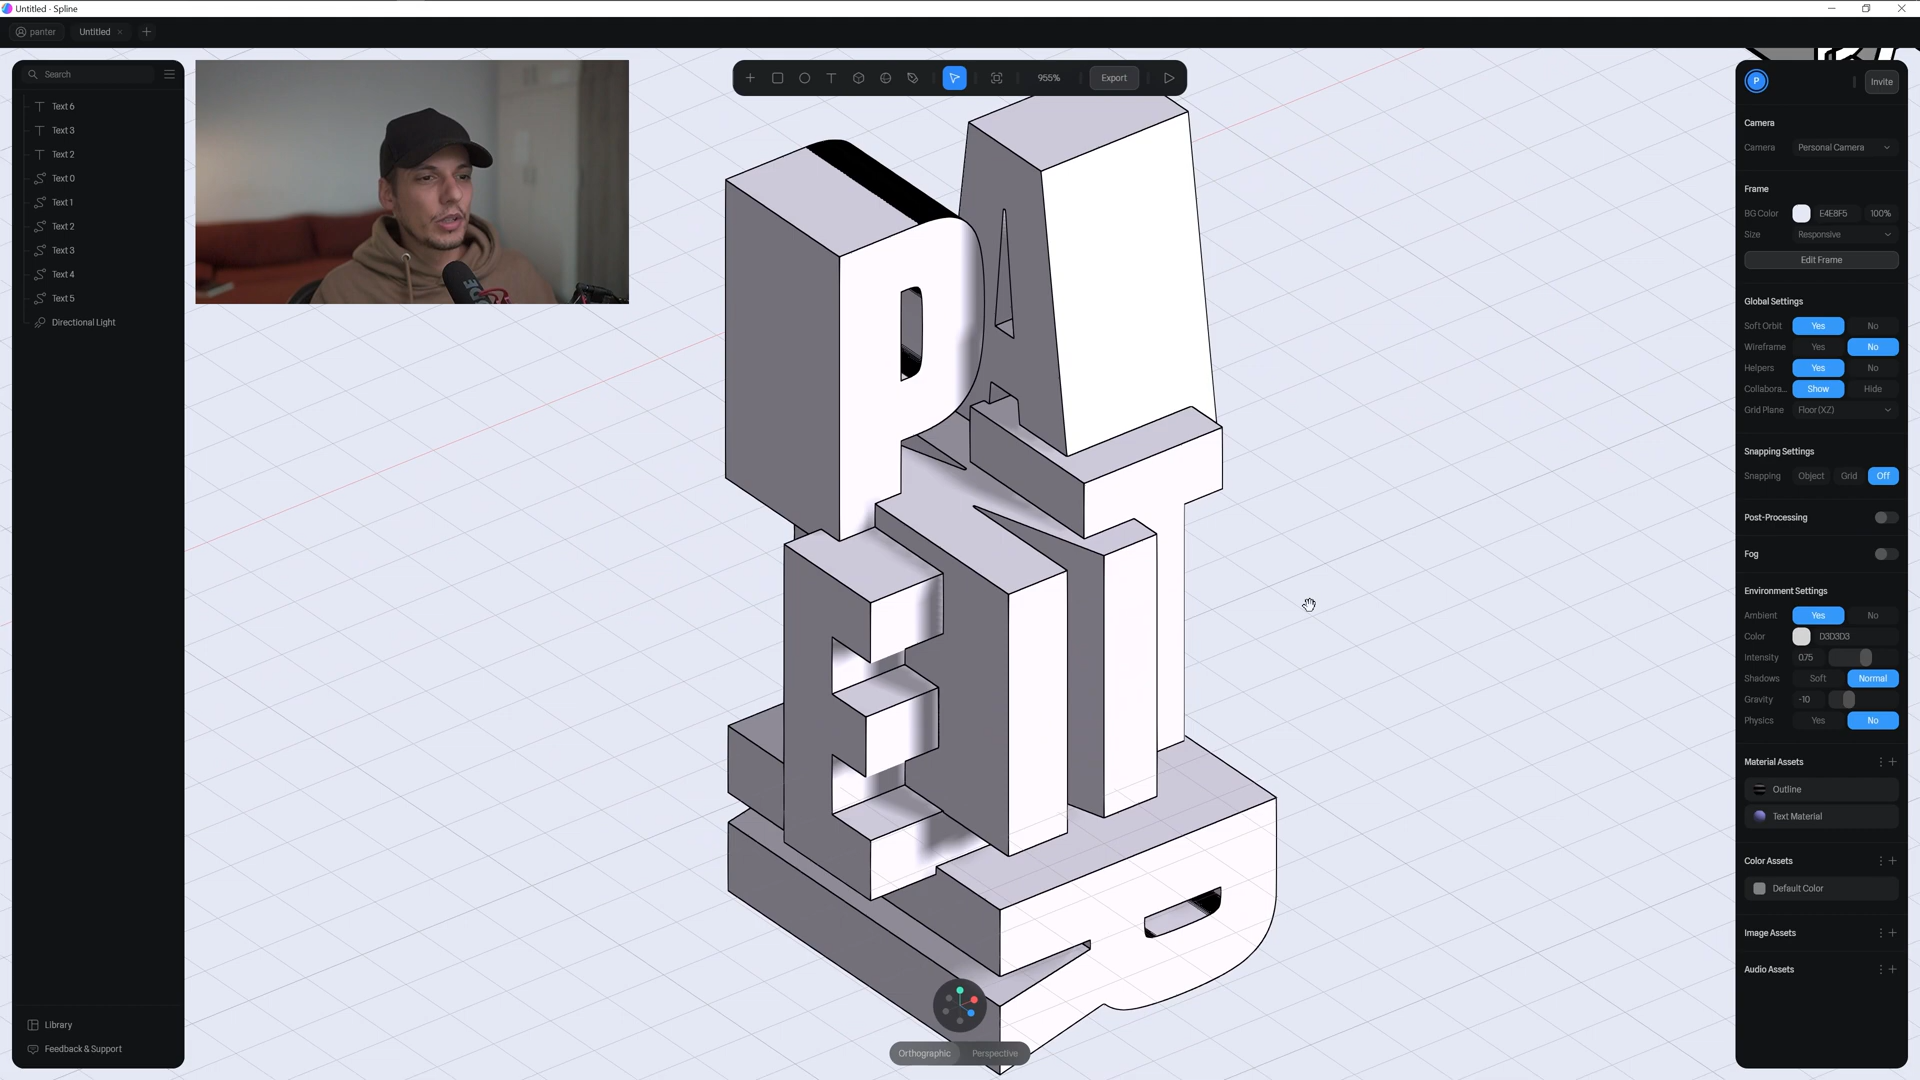 Untitled - Spline
panter
Untitled
Search
Text 6
Text 3
Text 2
Text 0
Text 1
Text 2
Text 3
Text 4
Text 5
Directional Light
Library
Feedback & Support
955%
Export
P
A
T
E
N
R
Orthographic
Perspective
P
Invite
Camera
Camera Personal Camera
Frame
BG Color E4E8F5 100%
Size Responsive
Edit Frame
Global Settings
Soft Orbit Yes No
Wireframe Yes No
Helpers Yes No
Collabora... Show Hide
Grid Plane Floor (XZ)
Snapping Settings
Snapping Object Grid Off
Post-Processing
Fog
Environment Settings
Ambient Yes No
Color D3D3D3
Intensity 0.75
Shadows Soft Normal
Gravity -10
Physics Yes No
Material Assets
Outline
Text Material
Color Assets
Default Color
Image Assets
Audio Assets